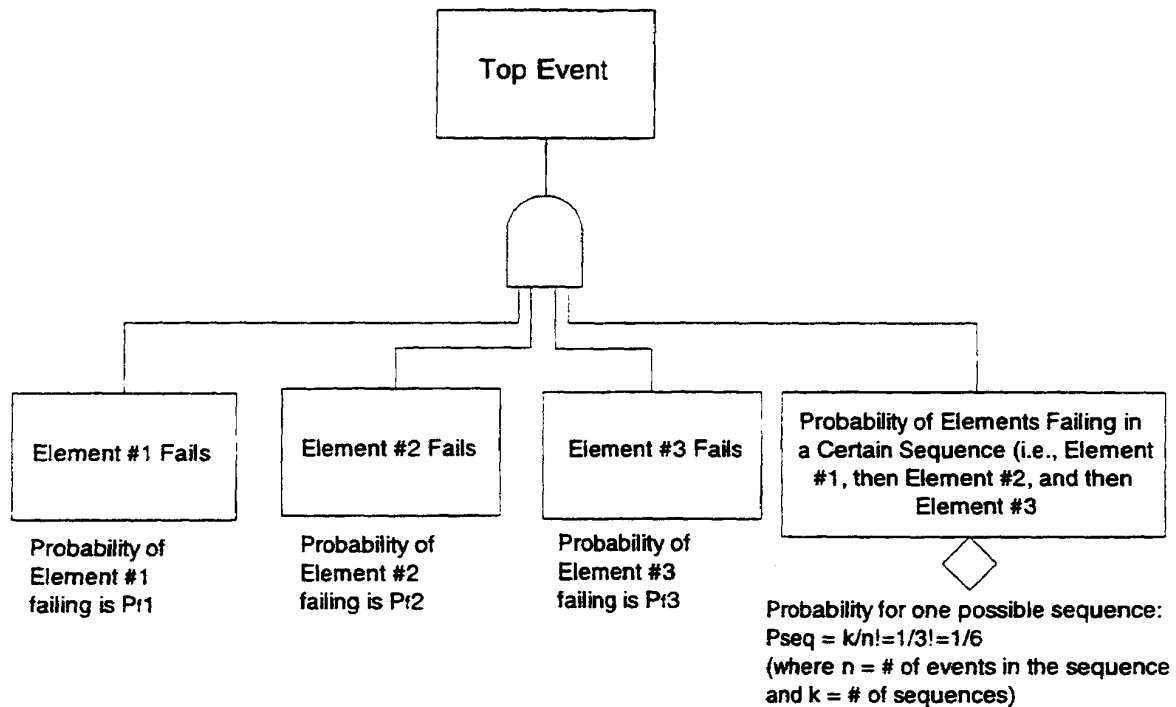 Top Event
Element #1 Fails
Element #2 Fails
Element #3 Fails
Probability of Elements Failing in
a Certain Sequence (i.e., Element
#1, then Element #2, and then
Element #3
Probability of
Element #1
failing is Pf1
Probability of
Element #2
failing is Pf2
Probability of
Element #3
failing is Pf3
Probability for one possible sequence:
Pseq = k/n!=1/3!=1/6
(where n = # of events in the sequence
and k = # of sequences)